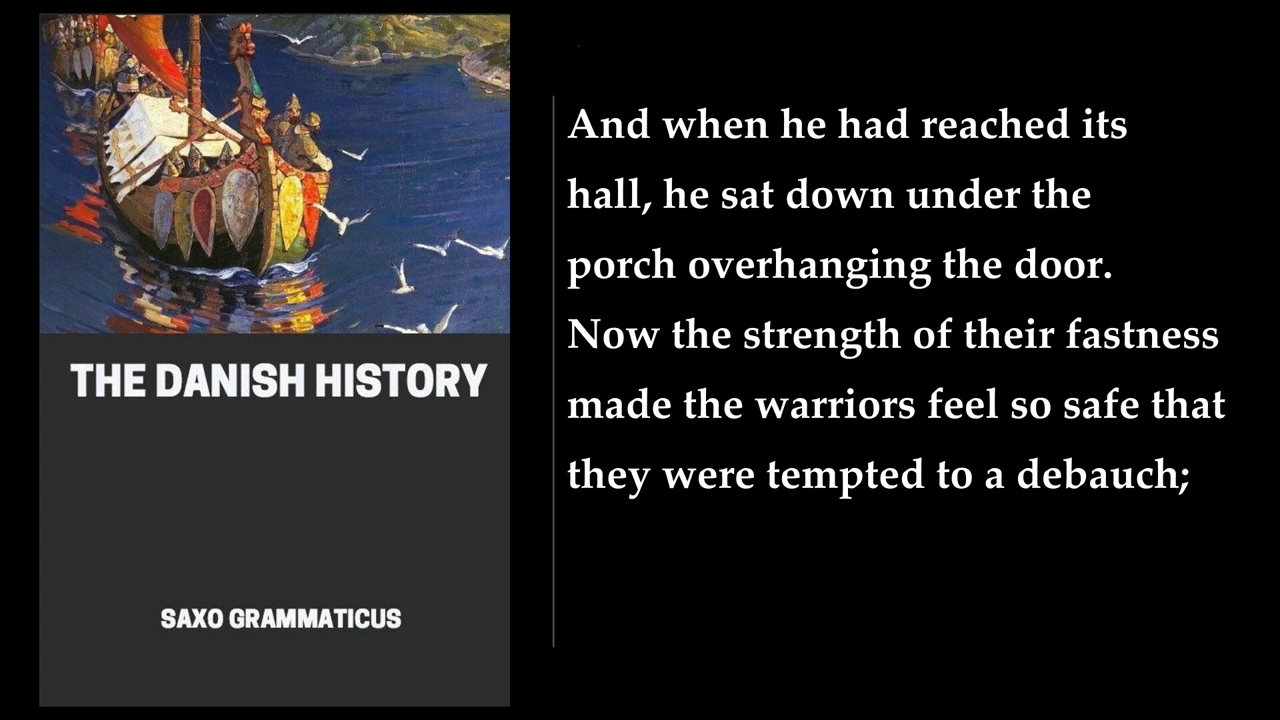 THE DANISH HISTORY
SAXO GRAMMATICUS
And when he had reached its
hall, he sat down under the
porch overhanging the door.
Now the strength of their fastness
made the warriors feel so safe that
they were tempted to a debauch;